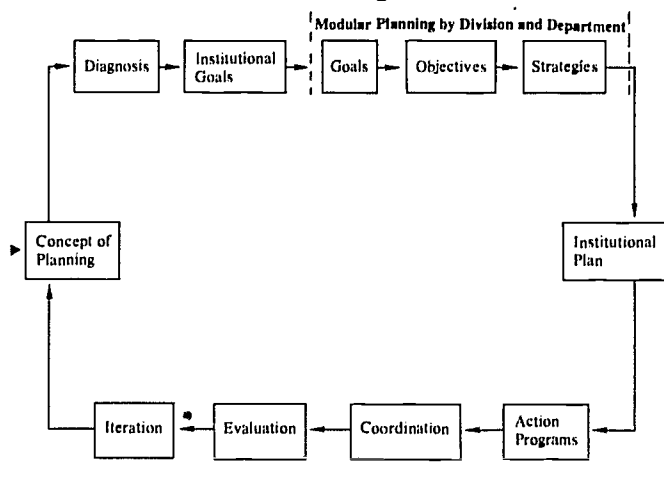 Modular Planning by Division and Department
Diagnosis
Institutional
Goals
Goals
Objectives
Strategies
Concept of
Planning
Institutional
Plan
Iteration
Evaluation
Coordination
Action
Programs